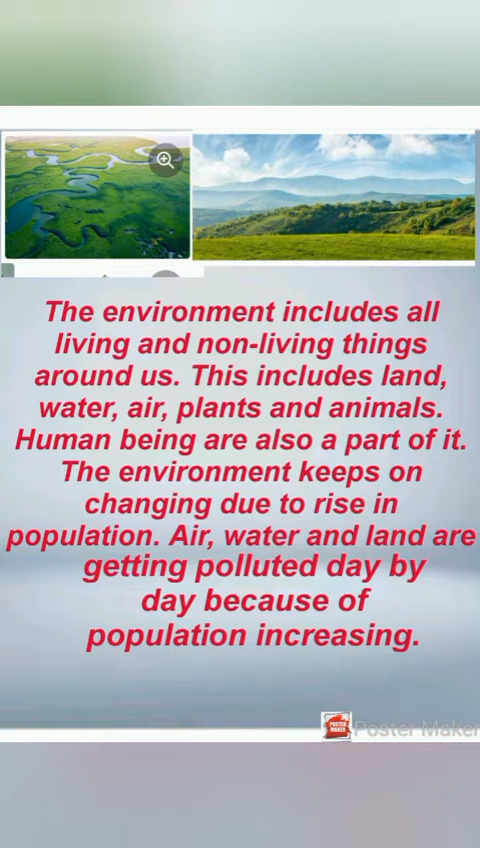 The environment includes all
living and non-living things
around us. This includes land,
water, air, plants and animals.
Human being are also a part of it.
The environment keeps on
changing due to rise in
population. Air, water and land are
getting polluted day by
day because of
population increasing.
POSTER
MAKER
Poster Maker